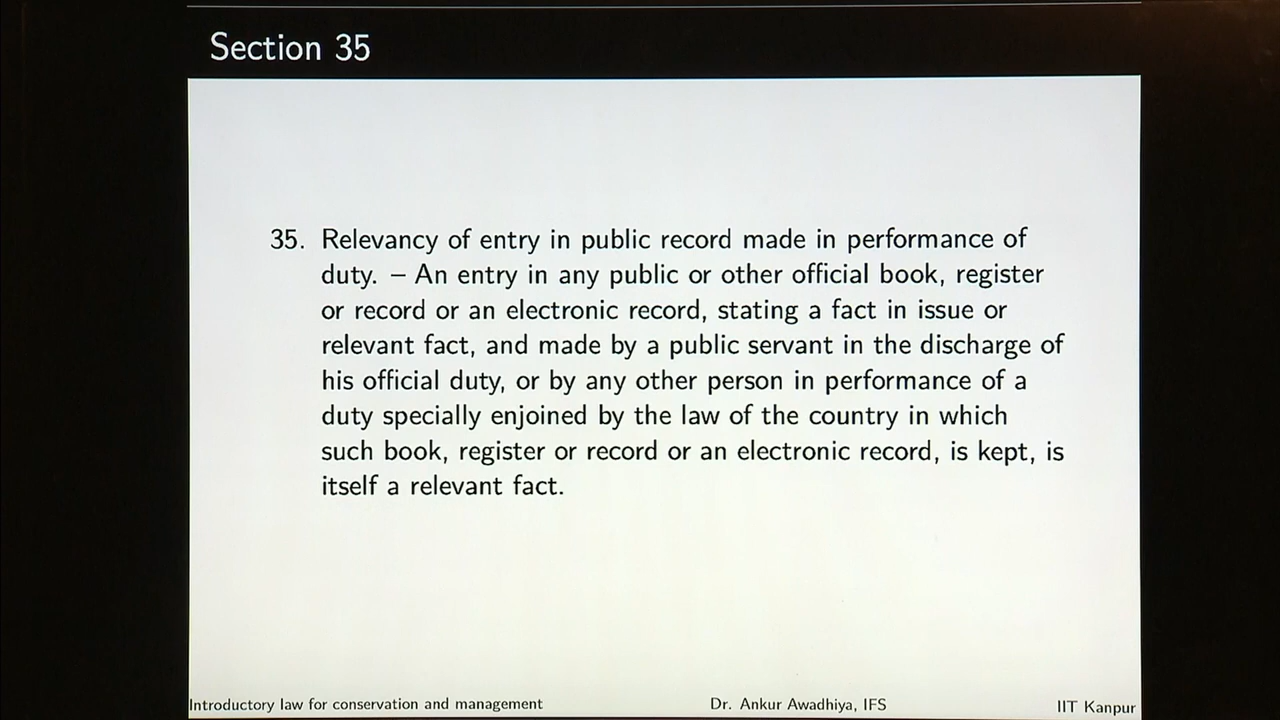 Section 35
35. Relevancy of entry in public record made in performance of
duty. – An entry in any public or other official book, register
or record or an electronic record, stating a fact in issue or
relevant fact, and made by a public servant in the discharge of
his official duty, or by any other person in performance of a
duty specially enjoined by the law of the country in which
such book, register or record or an electronic record, is kept, is
itself a relevant fact.
Introductory law for conservation and management Dr. Ankur Awadhiya, IFS IIT Kanpur